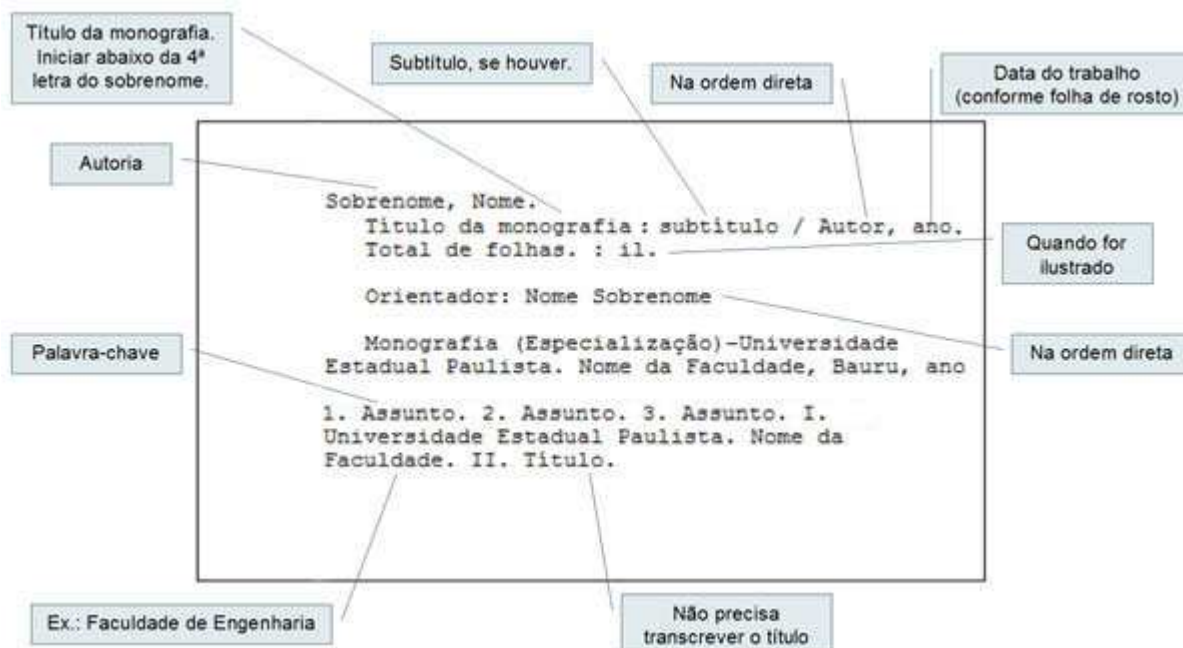 Título da monografia.
Iniciar abaixo da 4ª
letra do sobrenome.
Subtítulo, se houver.
Na ordem direta
Data do trabalho
(conforme folha de rosto)
Autoria
Sobrenome, Nome.
Título da monografia : subtítulo / Autor, ano.
Total de folhas. : il.
Quando for
ilustrado
Orientador: Nome Sobrenome
Palavra-chave
Monografia (Especialização)-Universidade
Estadual Paulista. Nome da Faculdade, Bauru, ano
Na ordem direta
1. Assunto. 2. Assunto. 3. Assunto. I.
Universidade Estadual Paulista. Nome da
Faculdade. II. Título.
Ex.: Faculdade de Engenharia
Não precisa
transcrever o título